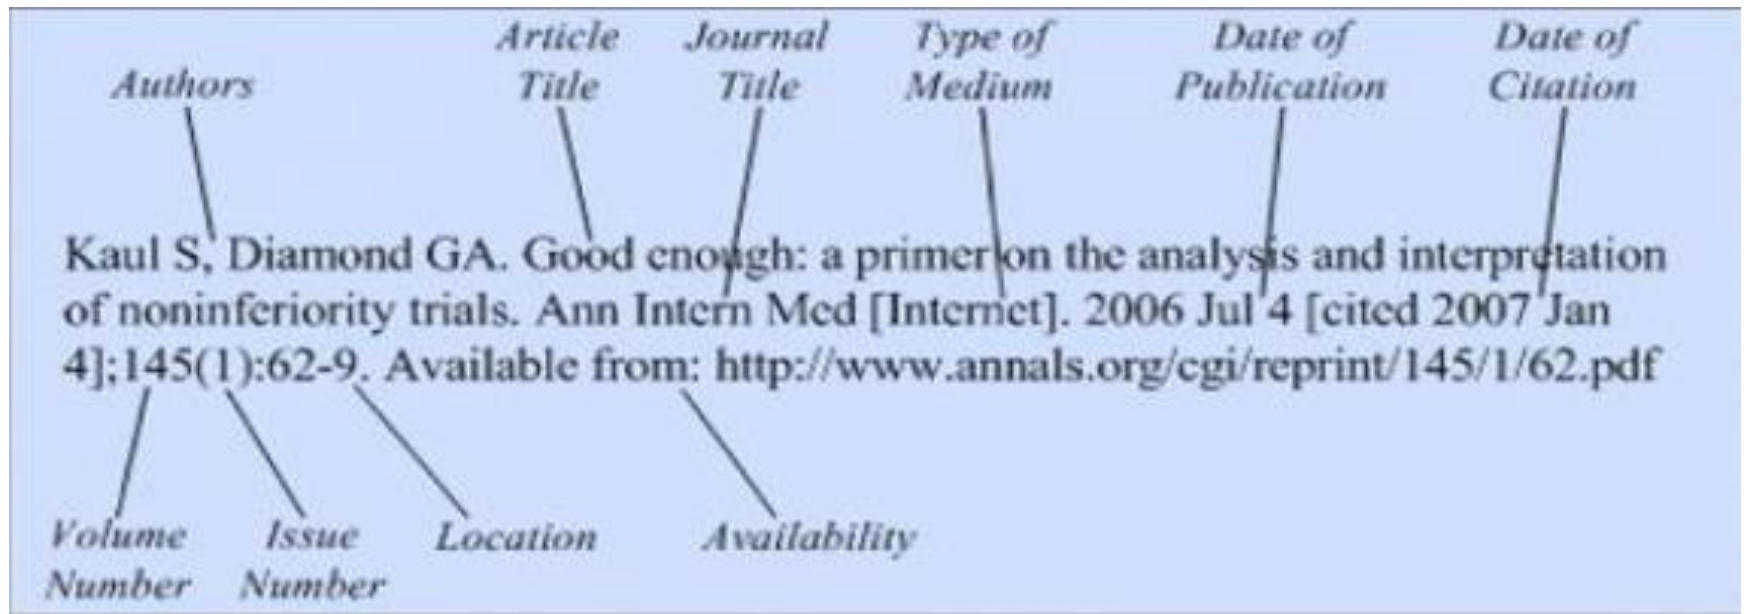 Article Journal Type of Date of Date of
Authors Title Title Medium Publication Citation
Kaul S, Diamond GA. Good enough: a primer on the analysis and interpretation
of noninferiority trials. Ann Intern Med [Internet]. 2006 Jul 4 [cited 2007 Jan
4];145(1):62-9. Available from: http://www.annals.org/cgi/reprint/145/1/62.pdf
Volume Issue Location Availability
Number Number